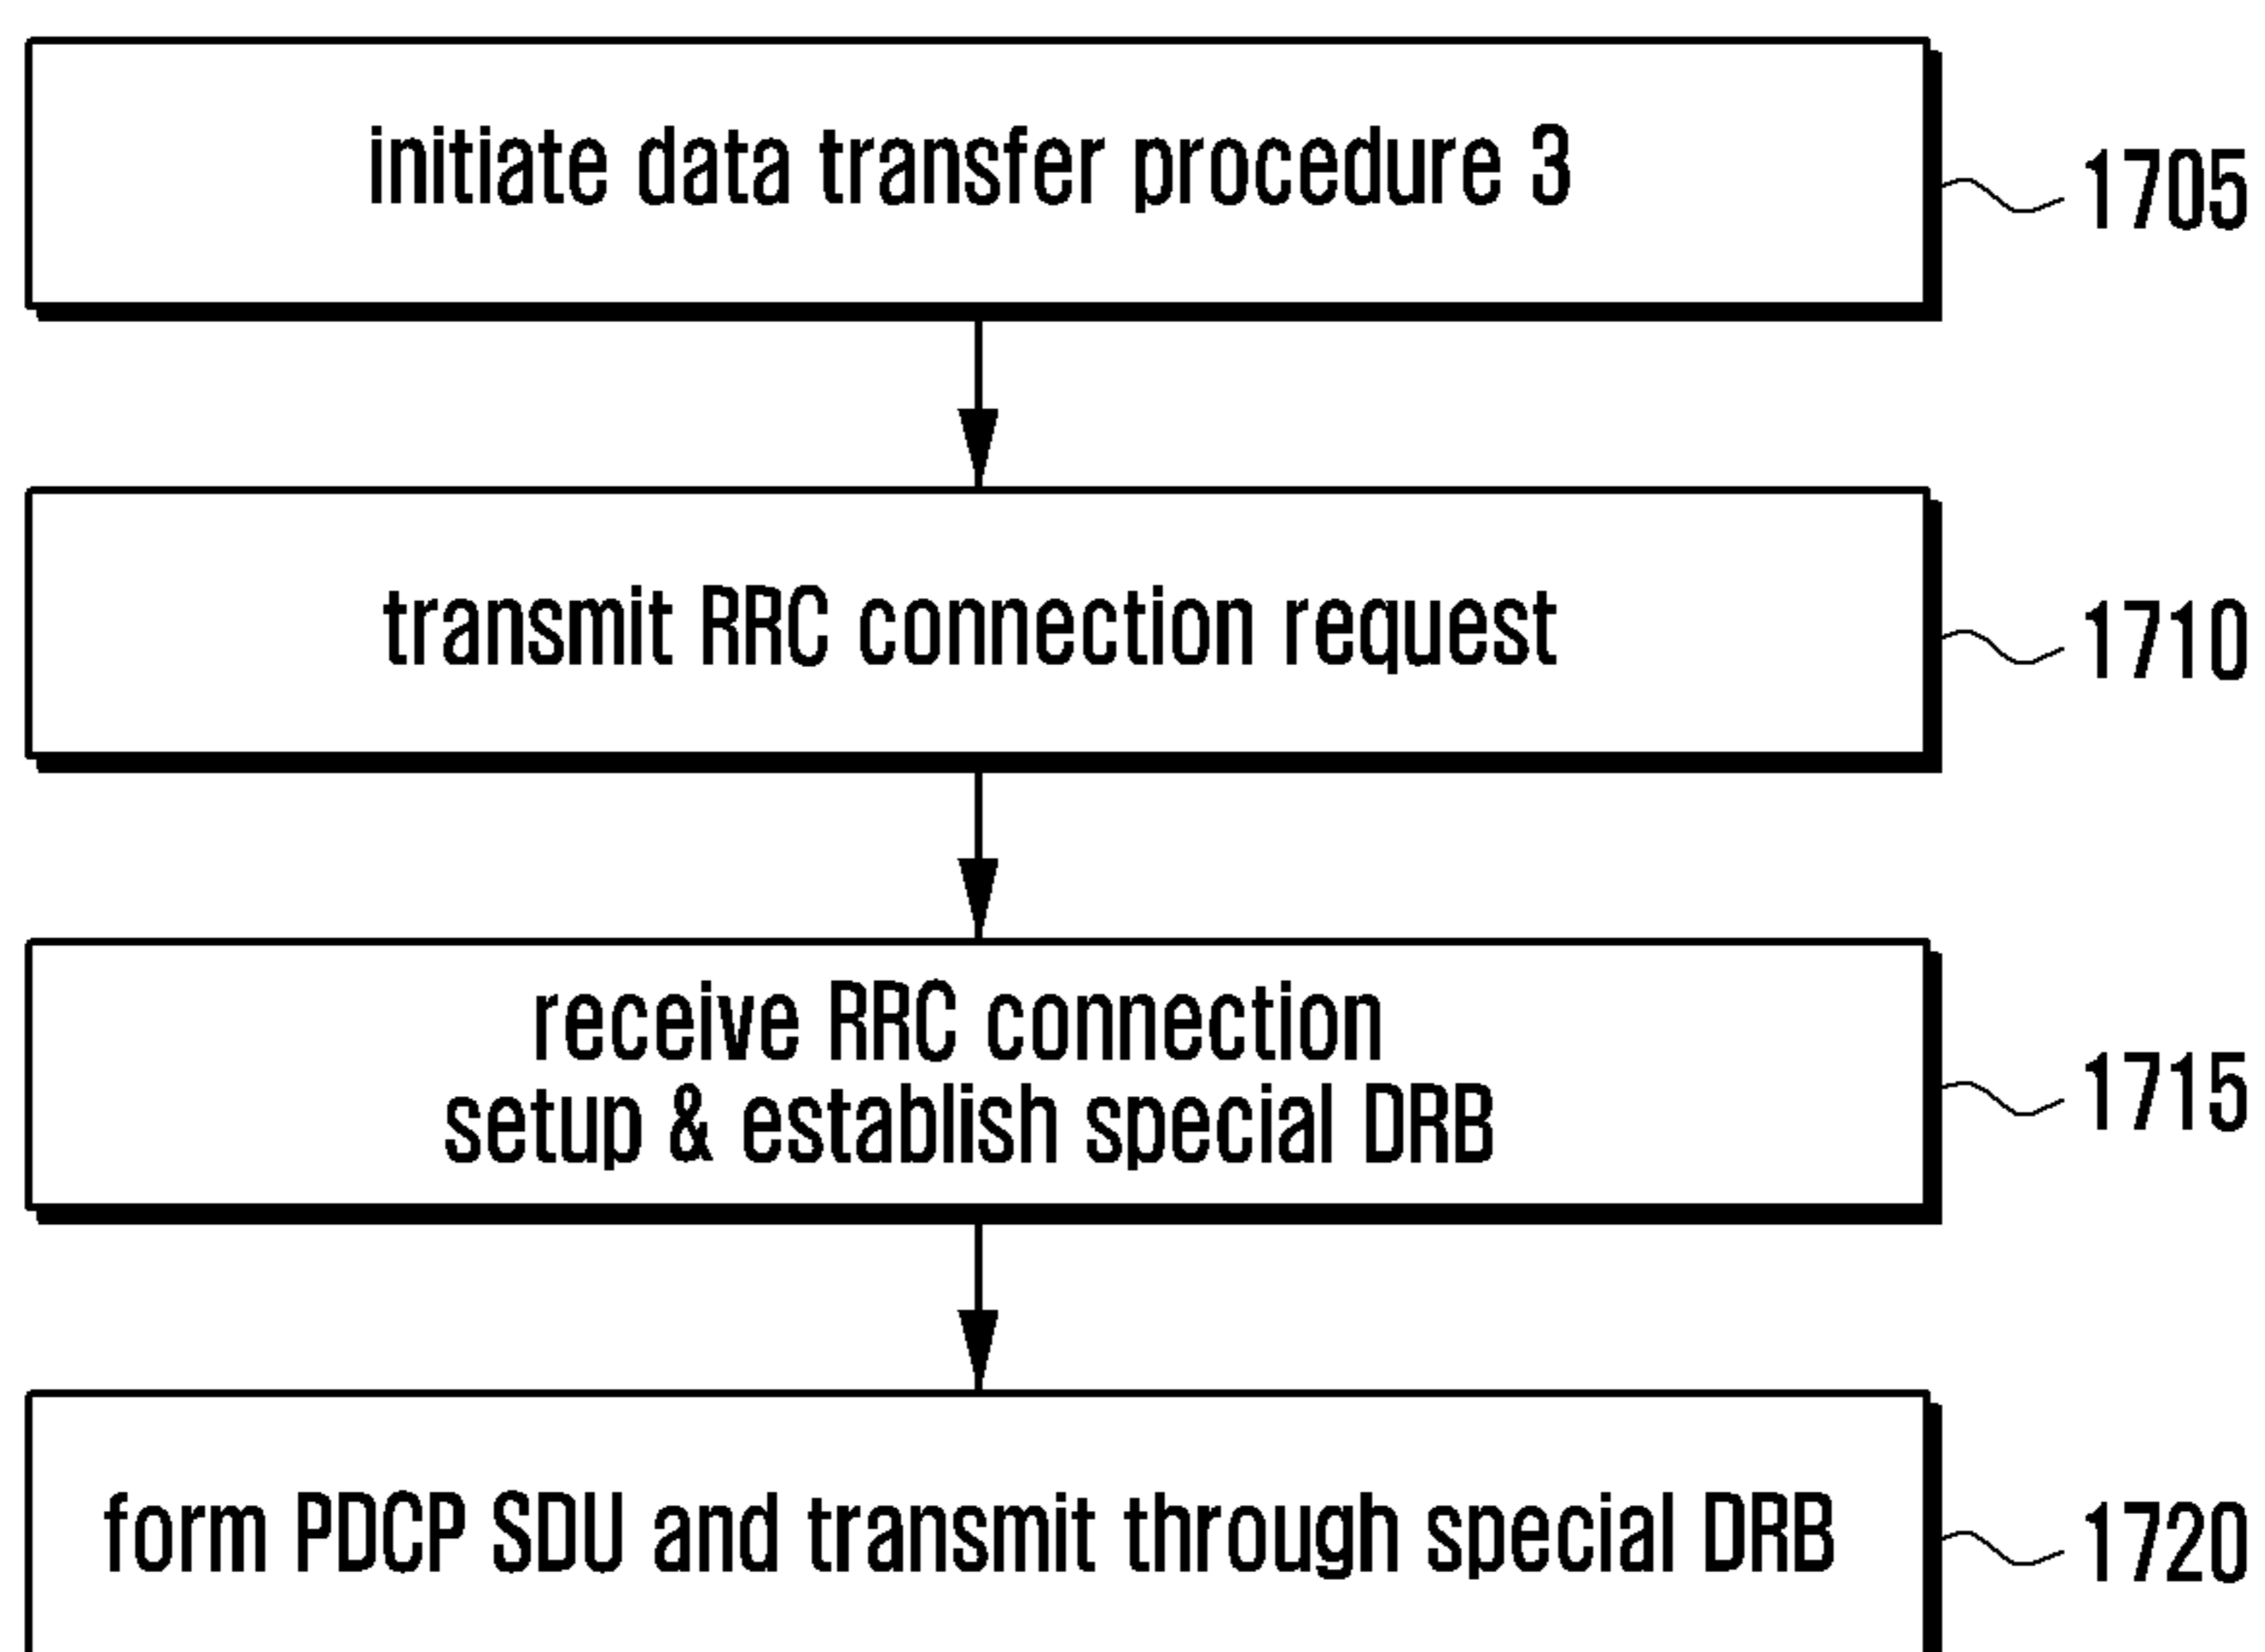 initiate data transfer procedure 3
1705
transmit RRC connection request
1710
receive RRC connection
setup & establish special DRB
1715
form PDCP SDU and transmit through special DRB
1720